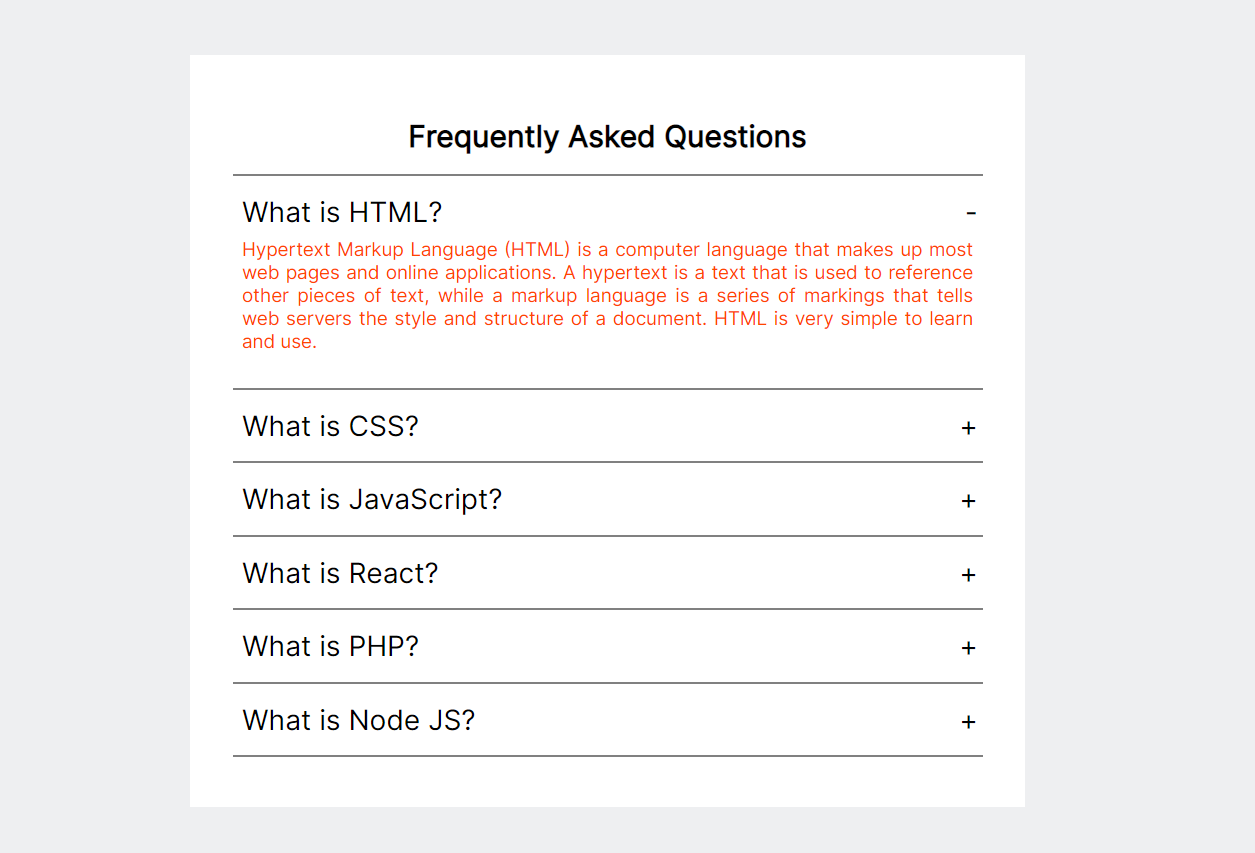 Frequently Asked Questions
What is HTML? -
Hypertext Markup Language (HTML) is a computer language that makes up most
web pages and online applications. A hypertext is a text that is used to reference
other pieces of text, while a markup language is a series of markings that tells
web servers the style and structure of a document. HTML is very simple to learn
and use.
What is CSS? +
What is JavaScript? +
What is React? +
What is PHP? +
What is Node JS? +